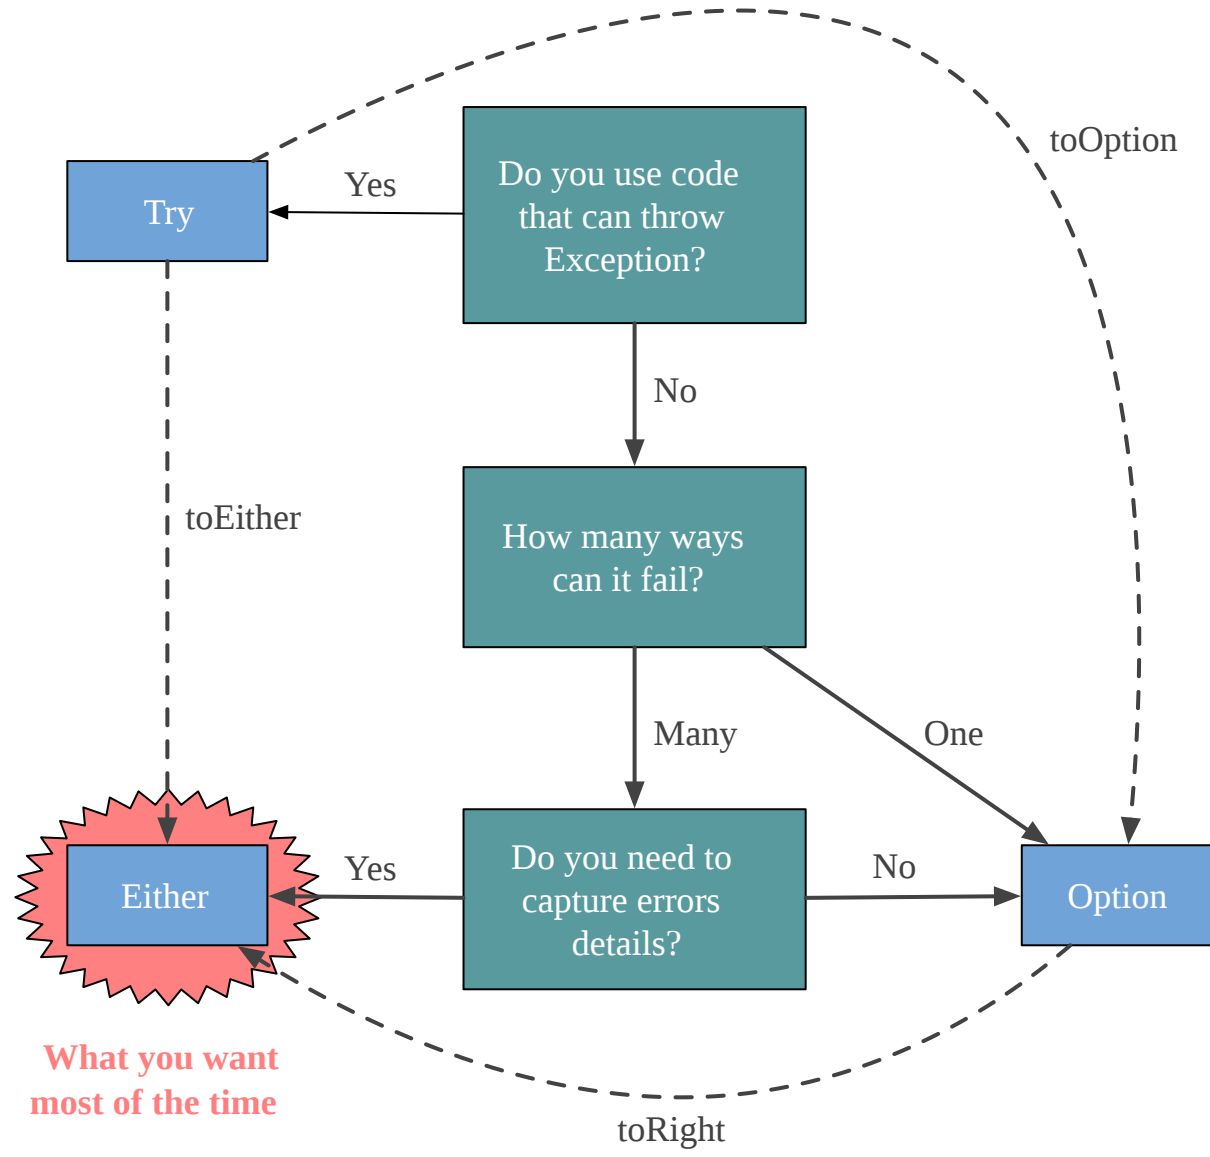 toOption
Do you use code
that can throw
Exception?
Yes
Try
No
toEither
How many ways
can it fail?
Many
One
Do you need to
capture errors
details?
Yes
No
Either
Option
What you want
most of the time
toRight